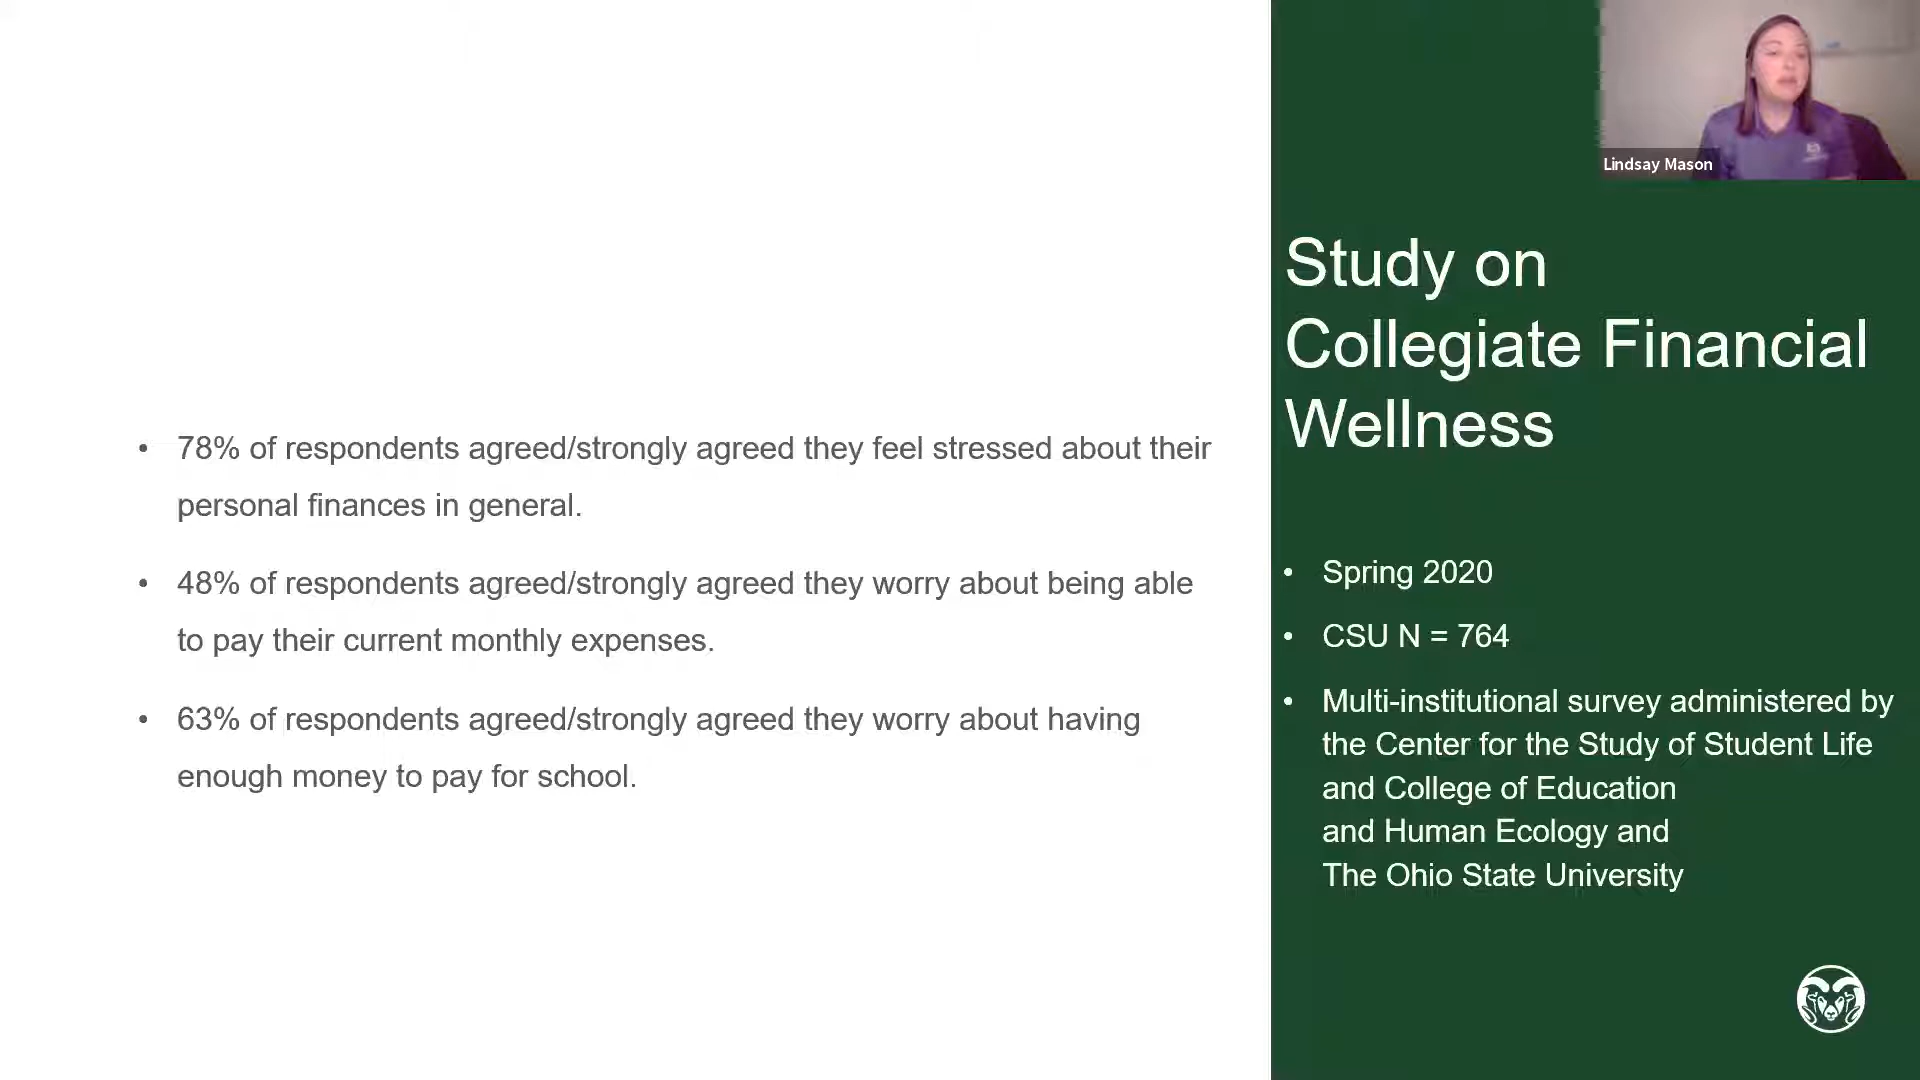 Lindsay Mason
Study on
Collegiate Financial
Wellness
• 78% of respondents agreed/strongly agreed they feel stressed about their
personal finances in general.
• 48% of respondents agreed/strongly agreed they worry about being able
to pay their current monthly expenses.
• 63% of respondents agreed/strongly agreed they worry about having
enough money to pay for school.
• Spring 2020
• CSU N = 764
• Multi-institutional survey administered by
the Center for the Study of Student Life
and College of Education
and Human Ecology and
The Ohio State University